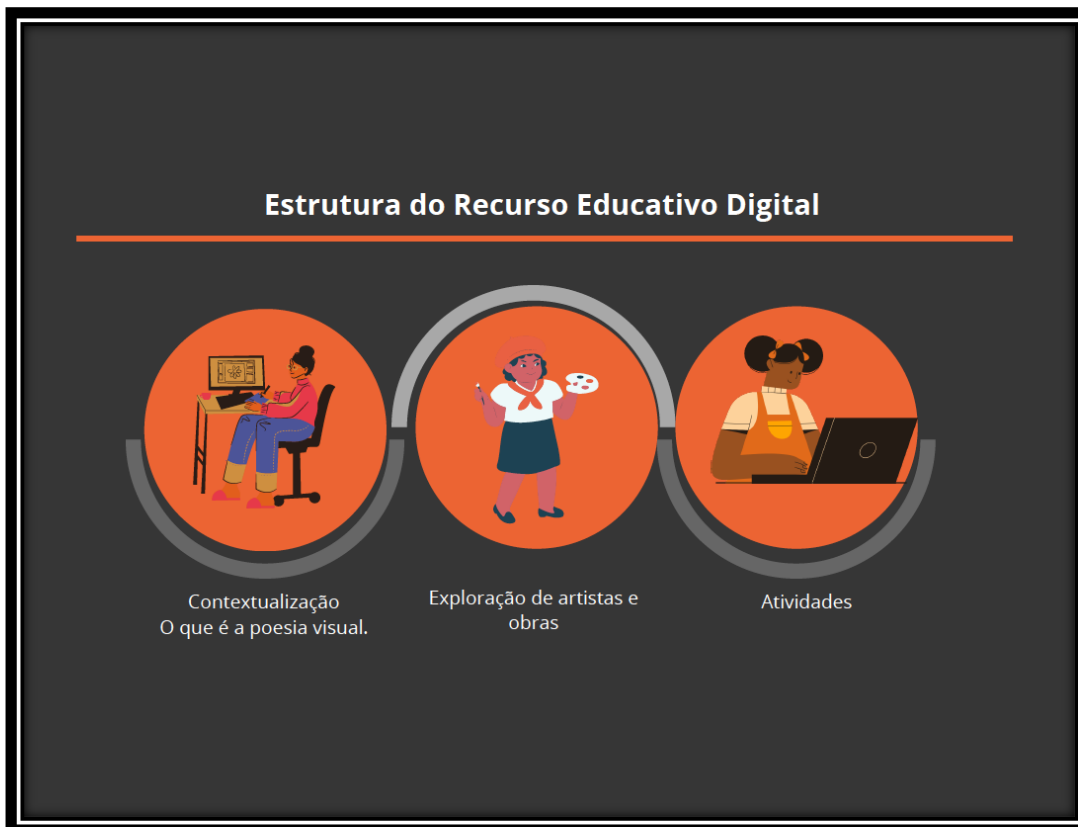 Estrutura do Recurso Educativo Digital
Contextualização
O que é a poesia visual.
Exploração de artistas e
obras
Atividades